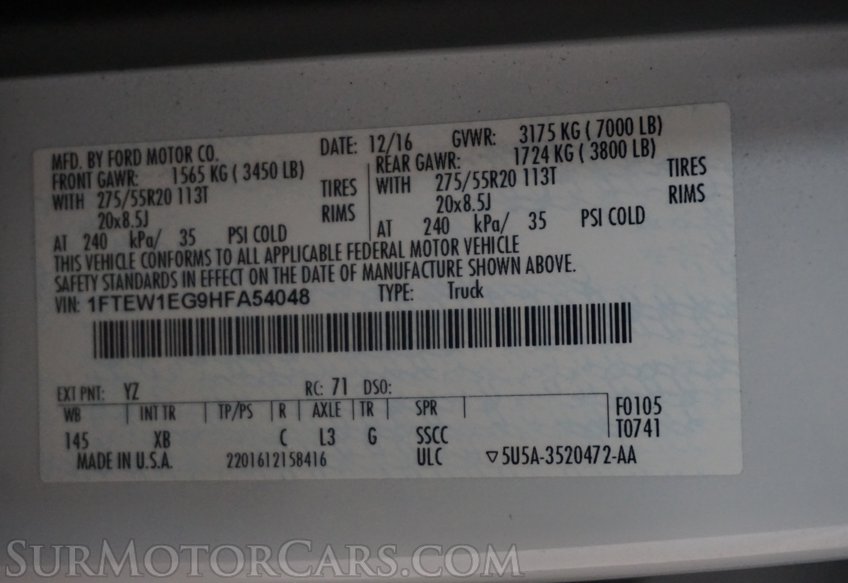 MFD. BY FORD MOTOR CO. DATE: 12/16 GVWR: 3175 KG ( 7000 LB)
FRONT GAWR: 1565 KG ( 3450 LB) REAR GAWR: 1724 KG ( 3800 LB)
WITH 275/55R20 113T TIRES WITH 275/55R20 113T TIRES
20x8.5J RIMS 20x8.5J RIMS
AT 240 kPa/ 35 PSI COLD AT 240 kPa/ 35 PSI COLD
THIS VEHICLE CONFORMS TO ALL APPLICABLE FEDERAL MOTOR VEHICLE
SAFETY STANDARDS IN EFFECT ON THE DATE OF MANUFACTURE SHOWN ABOVE.
VIN: 1FTEW1EG9HFA54048 TYPE: Truck
EXT PNT: YZ RC: 71 DSO:
WB INT TR TP/PS R AXLE TR SPR F0105
145 XB C L3 G SSCC T0741
MADE IN U.S.A. 2201612158416 ULC ▽5U5A-3520472-AA
SURMOTORCARS.COM